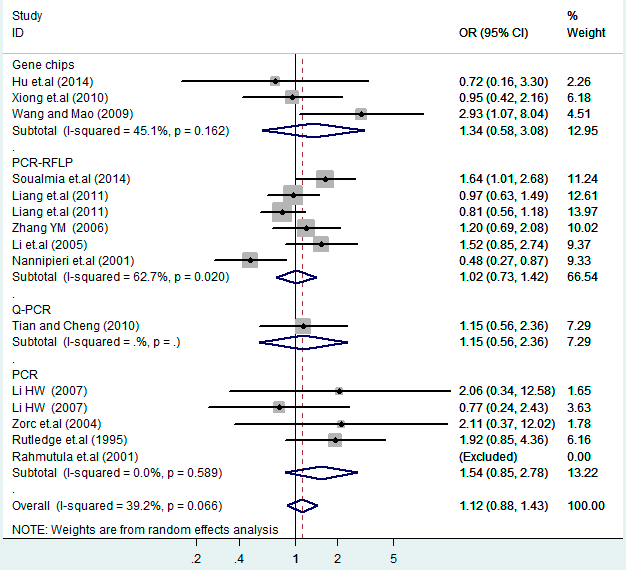 Study %
ID OR (95% CI) Weight
Gene chips
Hu et.al (2014) 0.72 (0.16, 3.30) 2.26
Xiong et.al (2010) 0.95 (0.42, 2.16) 6.18
Wang and Mao (2009) 2.93 (1.07, 8.04) 4.51
Subtotal (I-squared = 45.1%, p = 0.162) 1.34 (0.58, 3.08) 12.95
.
PCR-RFLP
Soualmia et.al (2014) 1.64 (1.01, 2.68) 11.24
Liang et.al (2011) 0.97 (0.63, 1.49) 12.61
Liang et.al (2011) 0.81 (0.56, 1.18) 13.97
Zhang YM (2006) 1.20 (0.69, 2.08) 10.02
Li et.al (2005) 1.52 (0.85, 2.74) 9.37
Nannipieri et.al (2001) 0.48 (0.27, 0.87) 9.33
Subtotal (I-squared = 62.7%, p = 0.020) 1.02 (0.73, 1.42) 66.54
.
Q-PCR
Tian and Cheng (2010) 1.15 (0.56, 2.36) 7.29
Subtotal (I-squared = .%, p = .) 1.15 (0.56, 2.36) 7.29
.
PCR
Li HW (2007) 2.06 (0.34, 12.58) 1.65
Li HW (2007) 0.77 (0.24, 2.43) 3.63
Zorc et.al (2004) 2.11 (0.37, 12.02) 1.78
Rutledge et.al (1995) 1.92 (0.85, 4.36) 6.16
Rahmutula et.al (2001) (Excluded) 0.00
Subtotal (I-squared = 0.0%, p = 0.589) 1.54 (0.85, 2.78) 13.22
.
Overall (I-squared = 39.2%, p = 0.066) 1.12 (0.88, 1.43) 100.00
NOTE: Weights are from random effects analysis
.2 .4 1 2 5